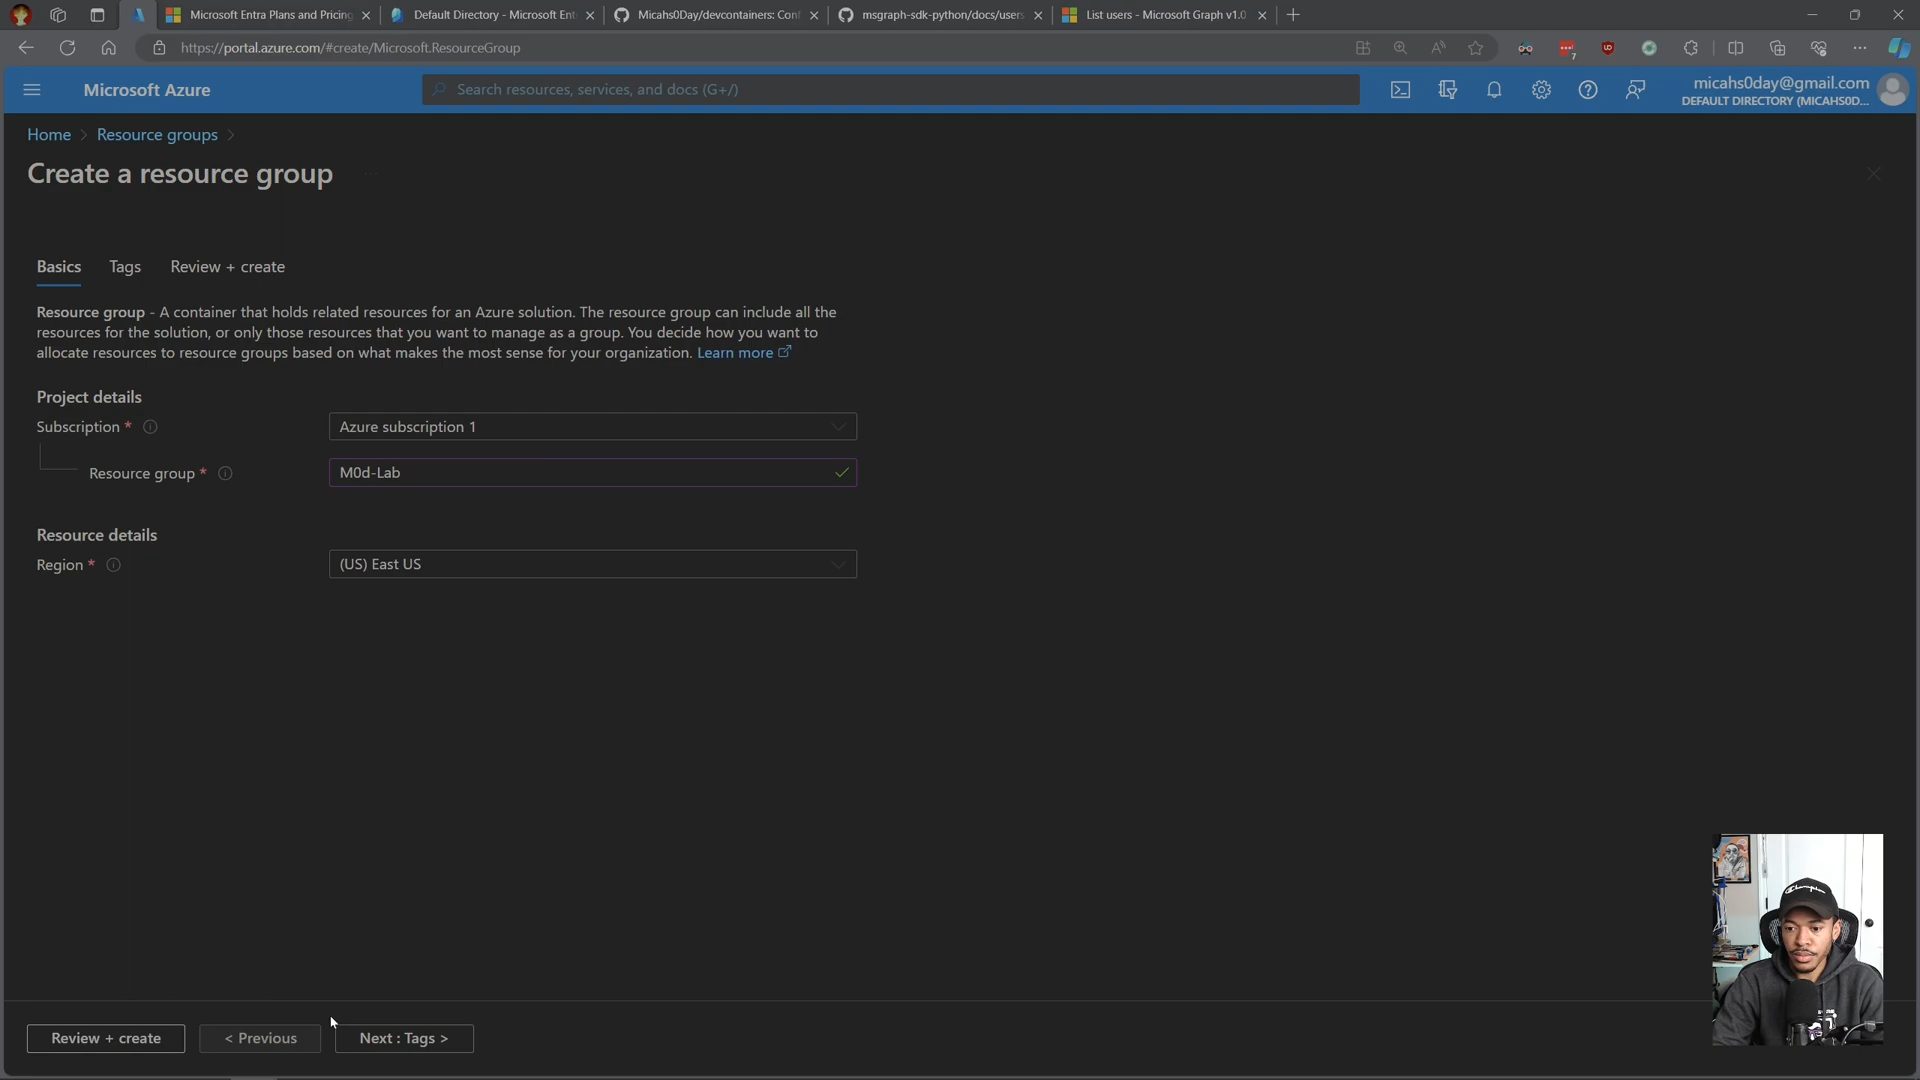 Microsoft Entra Plans and Pricing
Default Directory - Microsoft Ent
Micahs0Day/devcontainers: Conf
msgraph-sdk-python/docs/users
List users - Microsoft Graph v1.0
https://portal.azure.com/#create/Microsoft.ResourceGroup
7
Microsoft Azure
Search resources, services, and docs (G+/)
micahs0day@gmail.com
DEFAULT DIRECTORY (MICAHS0D...
Home > Resource groups >
Create a resource group ...
Basics
Tags
Review + create
Resource group - A container that holds related resources for an Azure solution. The resource group can include all the
resources for the solution, or only those resources that you want to manage as a group. You decide how you want to
allocate resources to resource groups based on what makes the most sense for your organization. Learn more
Project details
Subscription *
Azure subscription 1
Resource group *
M0d-Lab
Resource details
Region *
(US) East US
Review + create
< Previous
Next : Tags >
Champion